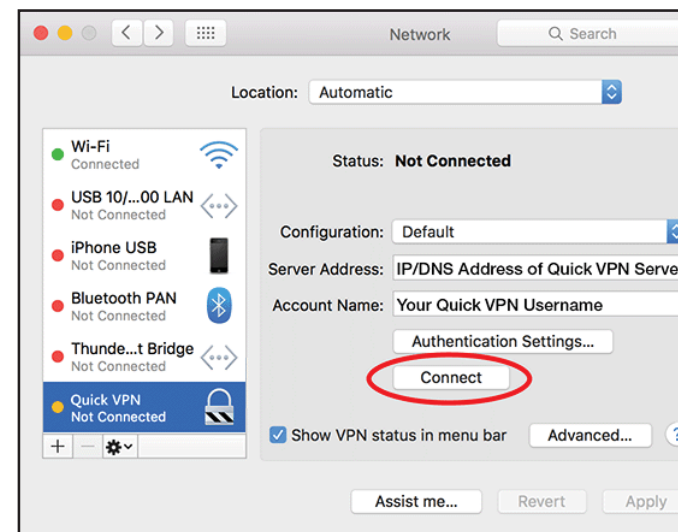 Network
Search
Location: Automatic
Wi-Fi
Connected
USB 10/...00 LAN
Not Connected
iPhone USB
Not Connected
Bluetooth PAN
Not Connected
Thunde...t Bridge
Not Connected
Quick VPN
Not Connected
Status: Not Connected
Configuration: Default
Server Address: IP/DNS Address of Quick VPN Serve
Account Name: Your Quick VPN Username
Authentication Settings...
Connect
Show VPN status in menu bar
Advanced...
?
Assist me...
Revert
Apply